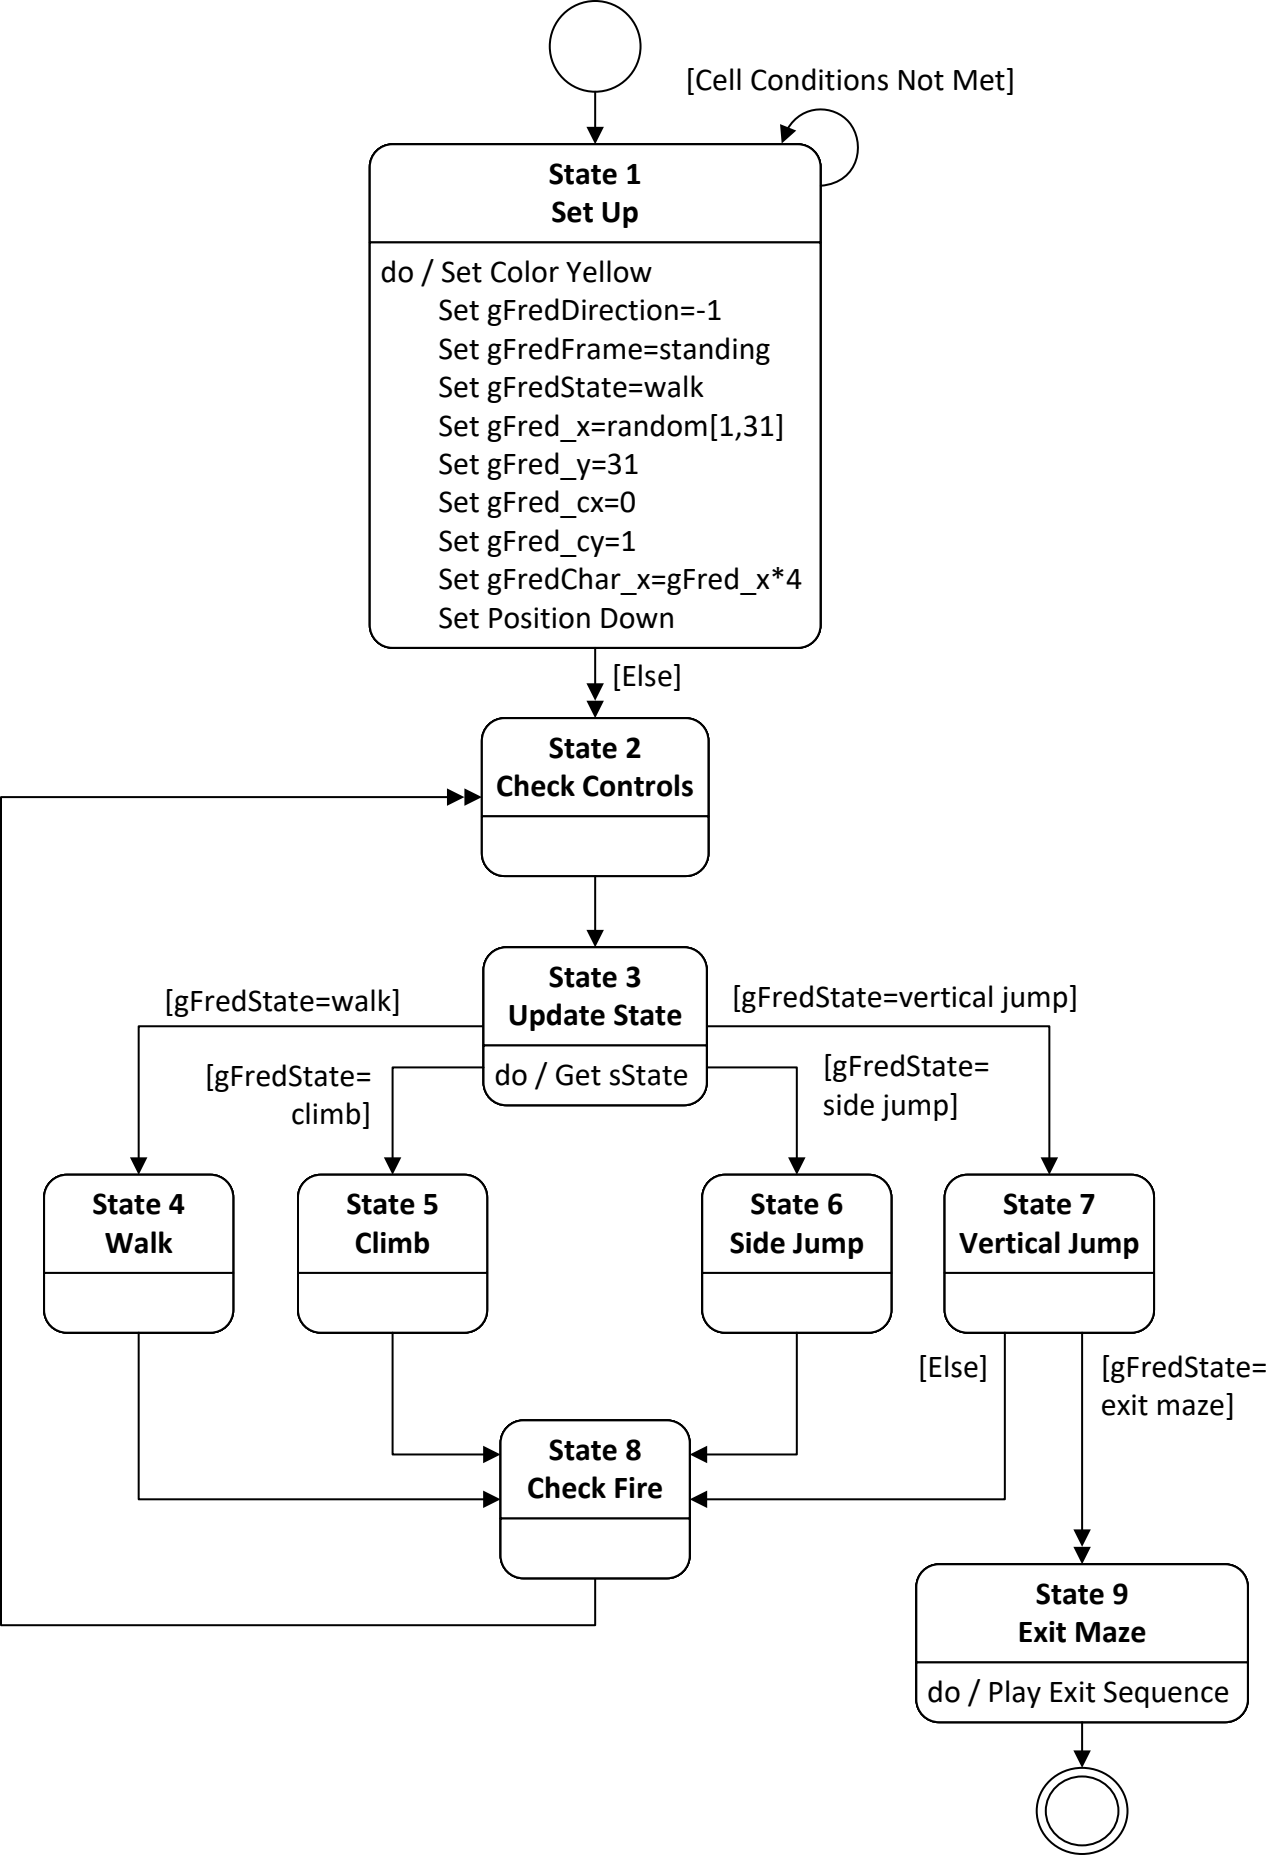 [Cell Conditions Not Met]
State 1
Set Up
do / Set Color Yellow
Set gFredDirection=-1
Set gFredFrame=standing
Set gFredState=walk
Set gFred_x=random[1,31]
Set gFred_y=31
Set gFred_cx=0
Set gFred_cy=1
Set gFredChar_x=gFred_x*4
Set Position Down
[Else]
State 2
Check Controls
State 3
Update State
do / Get sState
[gFredState=walk]
[gFredState=
climb]
[gFredState=
side jump]
[gFredState=vertical jump]
State 4
Walk
State 5
Climb
State 6
Side Jump
State 7
Vertical Jump
[Else]
[gFredState=
exit maze]
State 8
Check Fire
State 9
Exit Maze
do / Play Exit Sequence